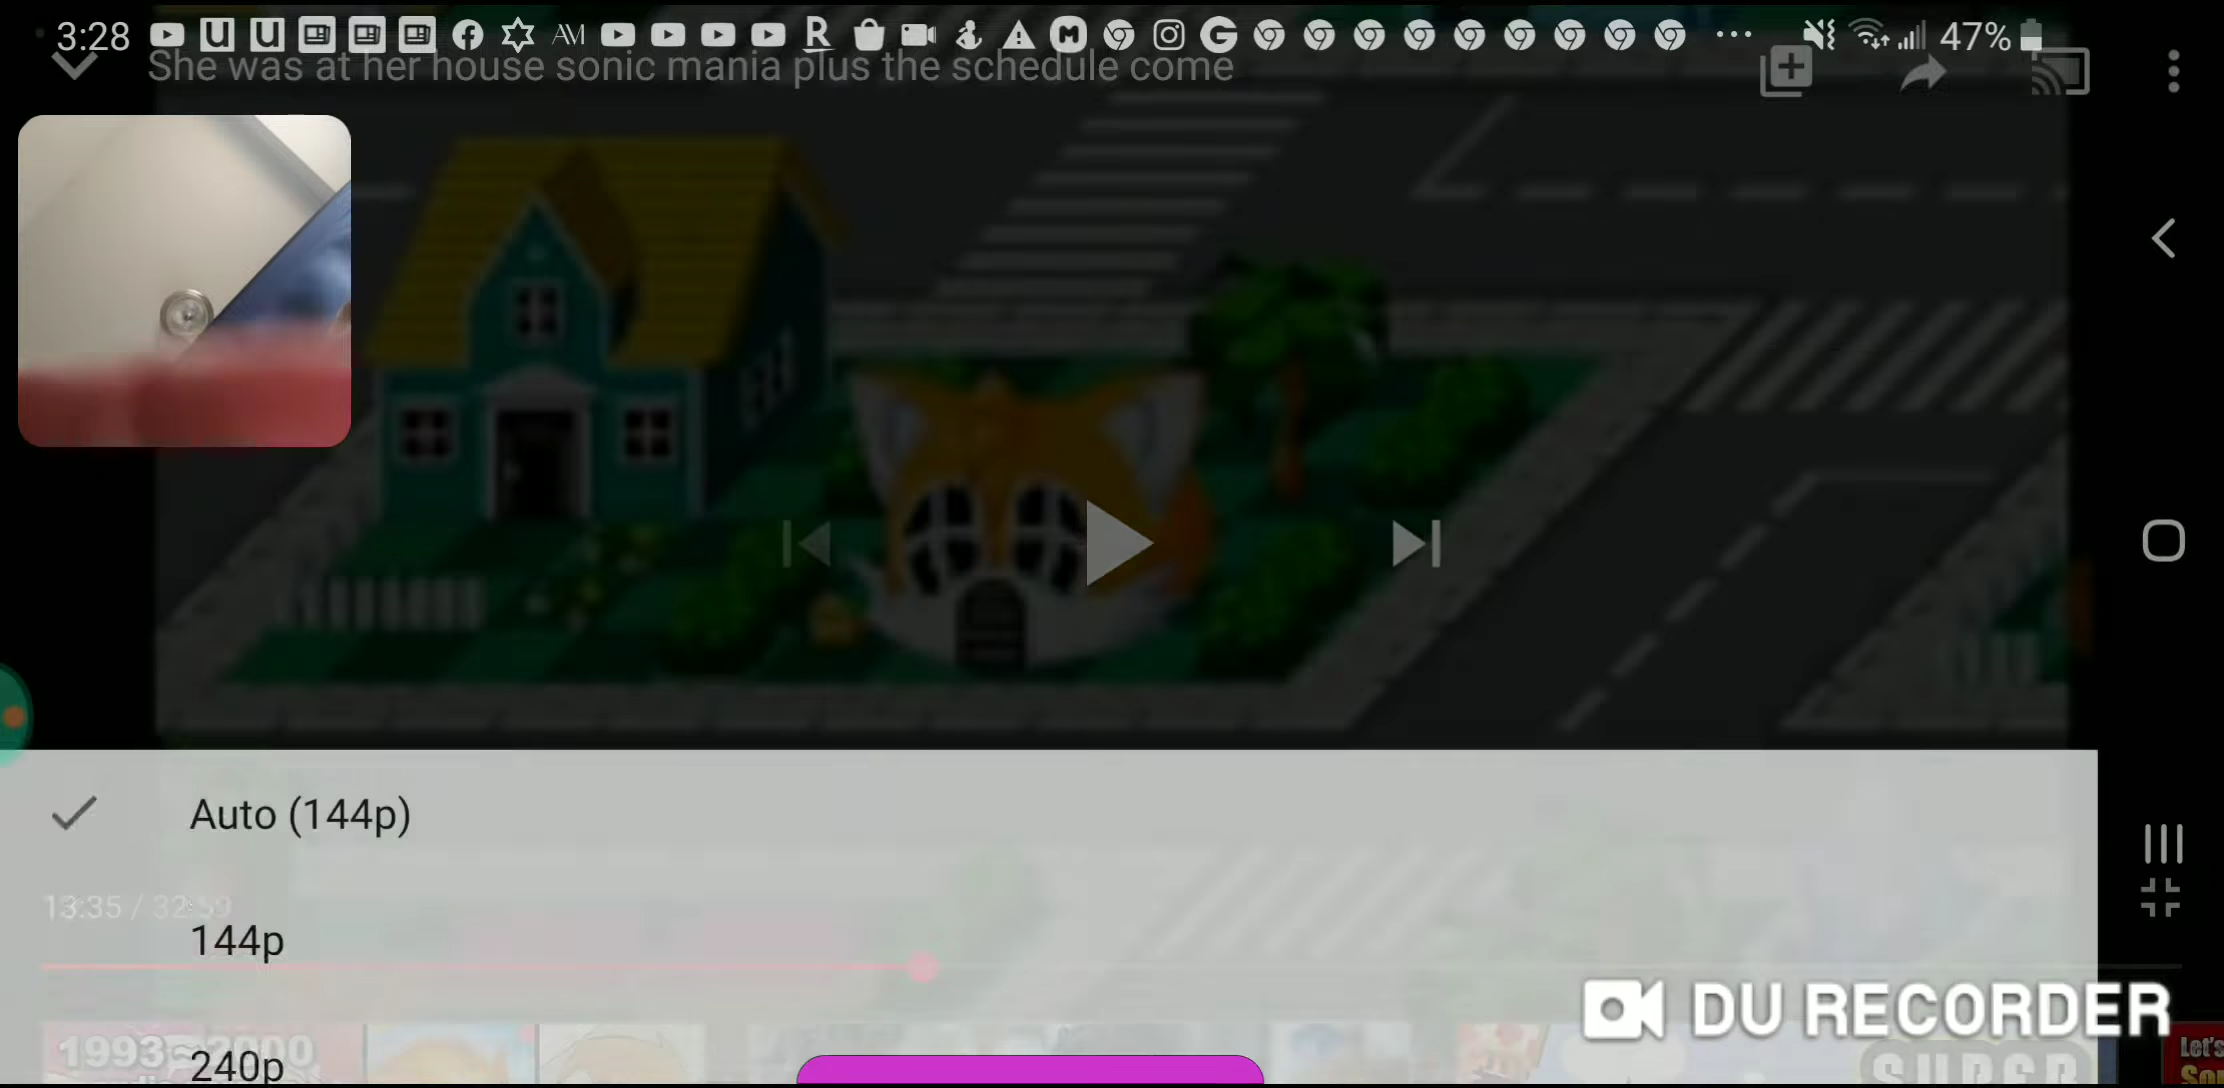 3:28
47%
She was at her house sonic mania plus the schedule come
Auto (144p)
13:35 / 32:59
144p
DU RECORDER
1993~2000
240p
SUPER
Let's